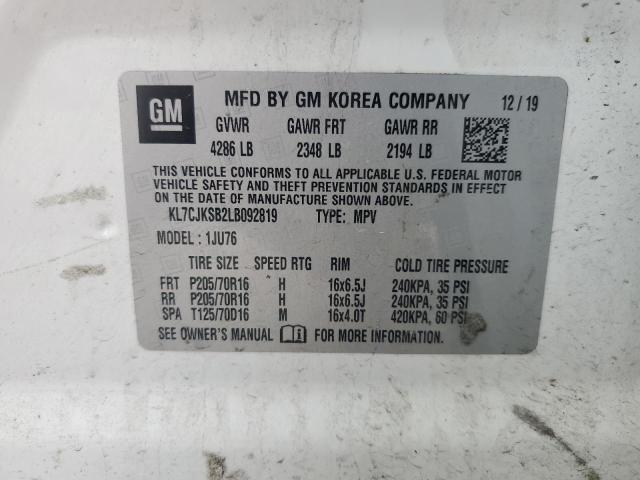 GM
MFD BY GM KOREA COMPANY 12/19
GVWR GAWR FRT GAWR RR
4286 LB 2348 LB 2194 LB
THIS VEHICLE CONFORMS TO ALL APPLICABLE U.S. FEDERAL MOTOR
VEHICLE SAFETY AND THEFT PREVENTION STANDARDS IN EFFECT
ON THE DATE OF MANUFACTURE SHOWN ABOVE.
KL7CJKSB2LB092819 TYPE: MPV
MODEL: 1JU76
TIRE SIZE SPEED RTG RIM COLD TIRE PRESSURE
FRT P205/70R16 H 16x6.5J 240KPA, 35 PSI
RR P205/70R16 H 16x6.5J 240KPA, 35 PSI
SPA T125/70D16 M 16x4.0T 420KPA, 60 PSI
SEE OWNER'S MANUAL FOR MORE INFORMATION.